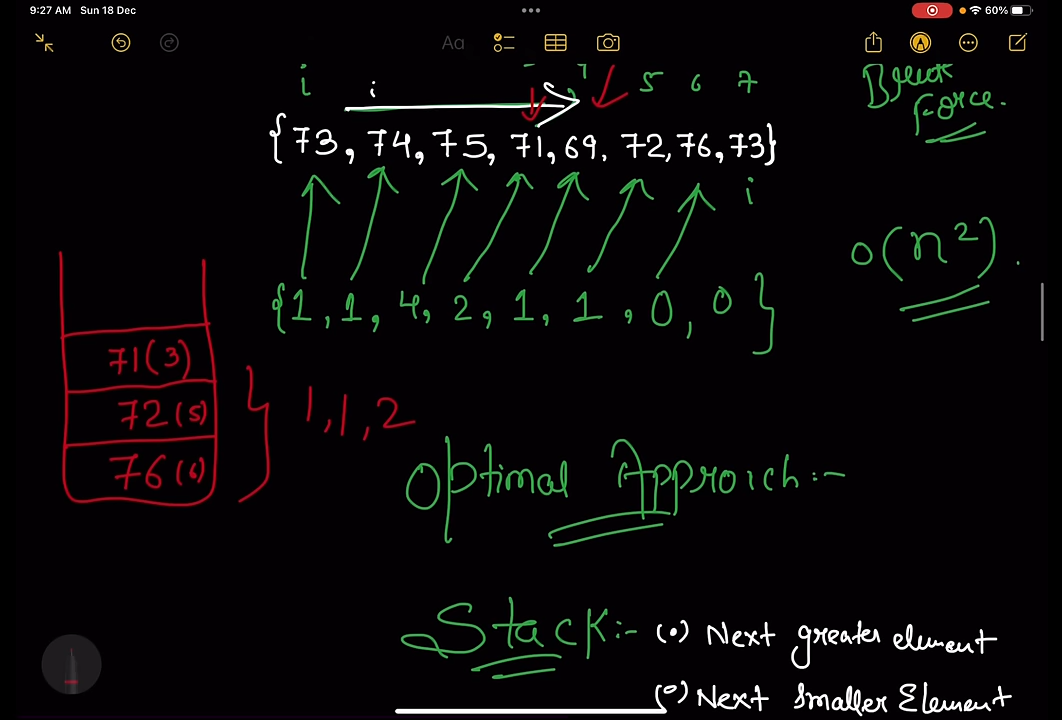 9:27 AM Sun 18 Dec
60%
Aa
i i 5 6 7
Force.
{73, 74, 75, 71, 69, 72, 76, 73}
i
O(n²).
{1, 1, 4, 2, 1, 1, 0, 0}
71(3)
72(5)
76(6)
1,1,2
Optimal Approich:-
Stack:- (o) Next greater element
(o) Next Smaller Element